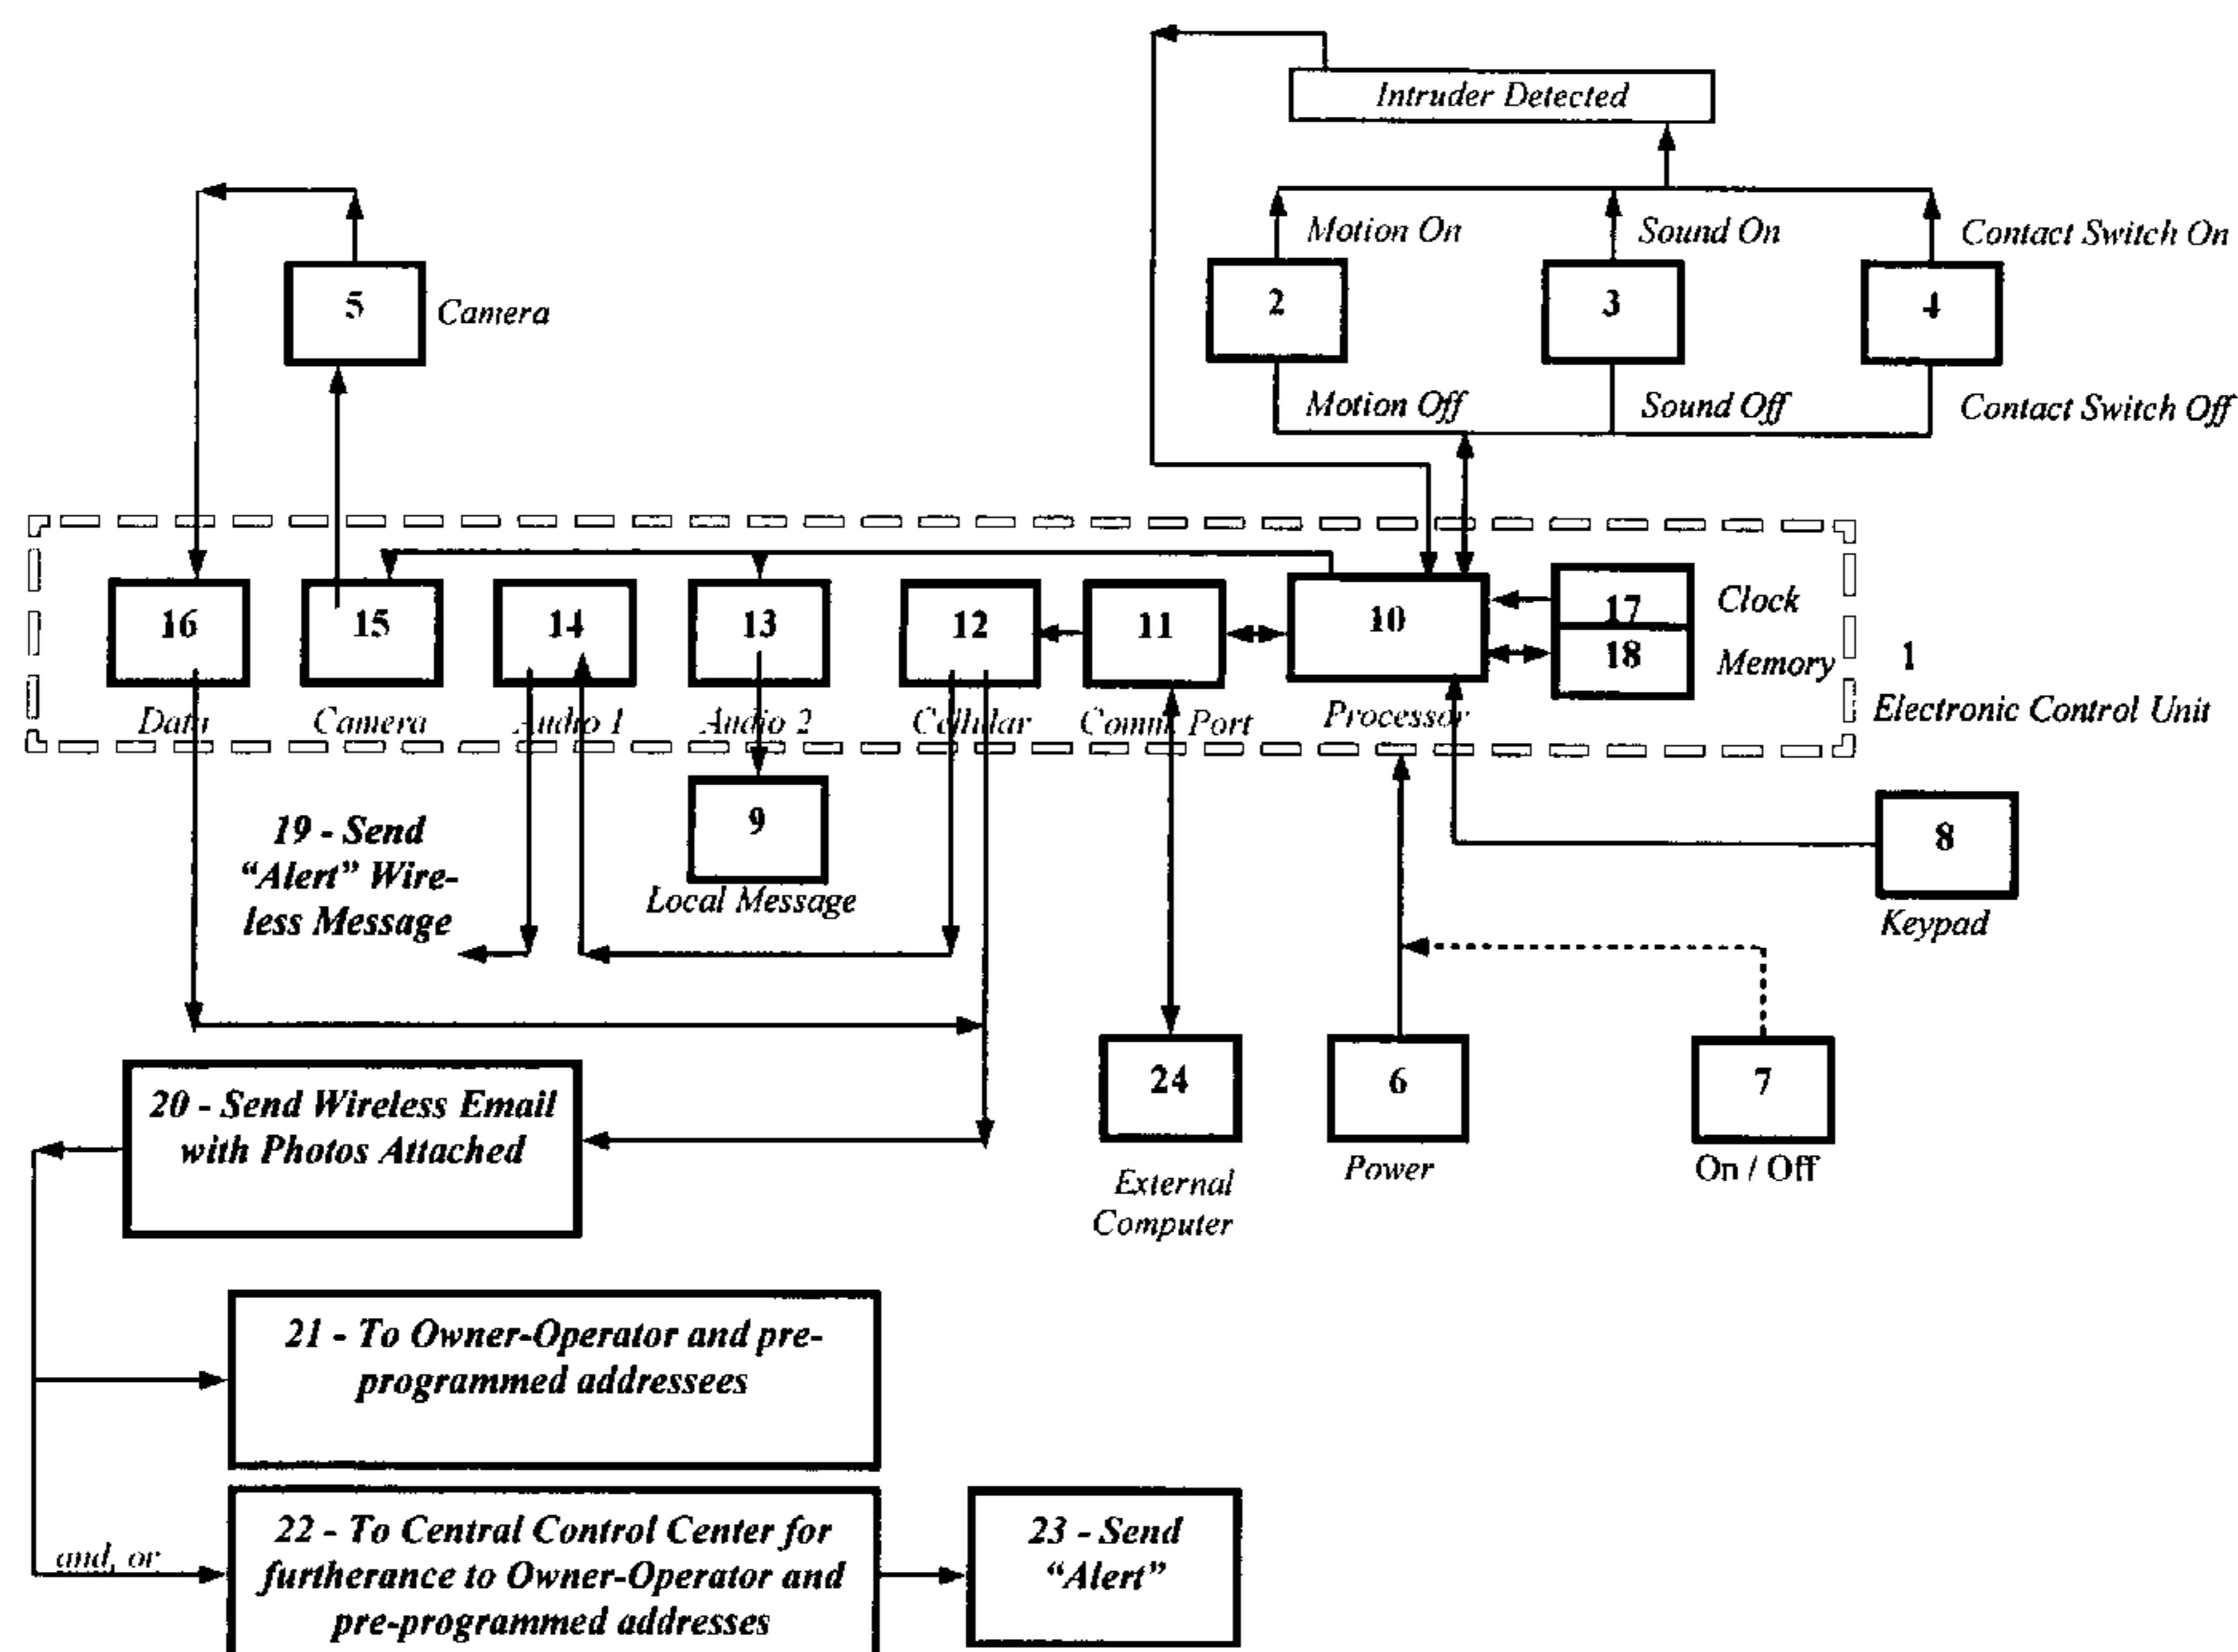 Intruder Detected
Motion On
Sound On
Contact Switch On
5
Camera
2
3
4
Motion Off
Sound Off
Contact Switch Off
16
15
14
13
12
11
10
17
18
Clock
Memory
1
Electronic Control Unit
Data
Camera
Audio 1
Audio 2
Cellular
Comm. Port
Processor
19 - Send
“Alert” Wire-
less Message
9
Local Message
8
Keypad
20 - Send Wireless Email
with Photos Attached
24
External
Computer
6
Power
7
On / Off
21 - To Owner-Operator and pre-
programmed addressees
and, or
22 - To Central Control Center for
furtherance to Owner-Operator and
pre-programmed addresses
23 - Send
“Alert”